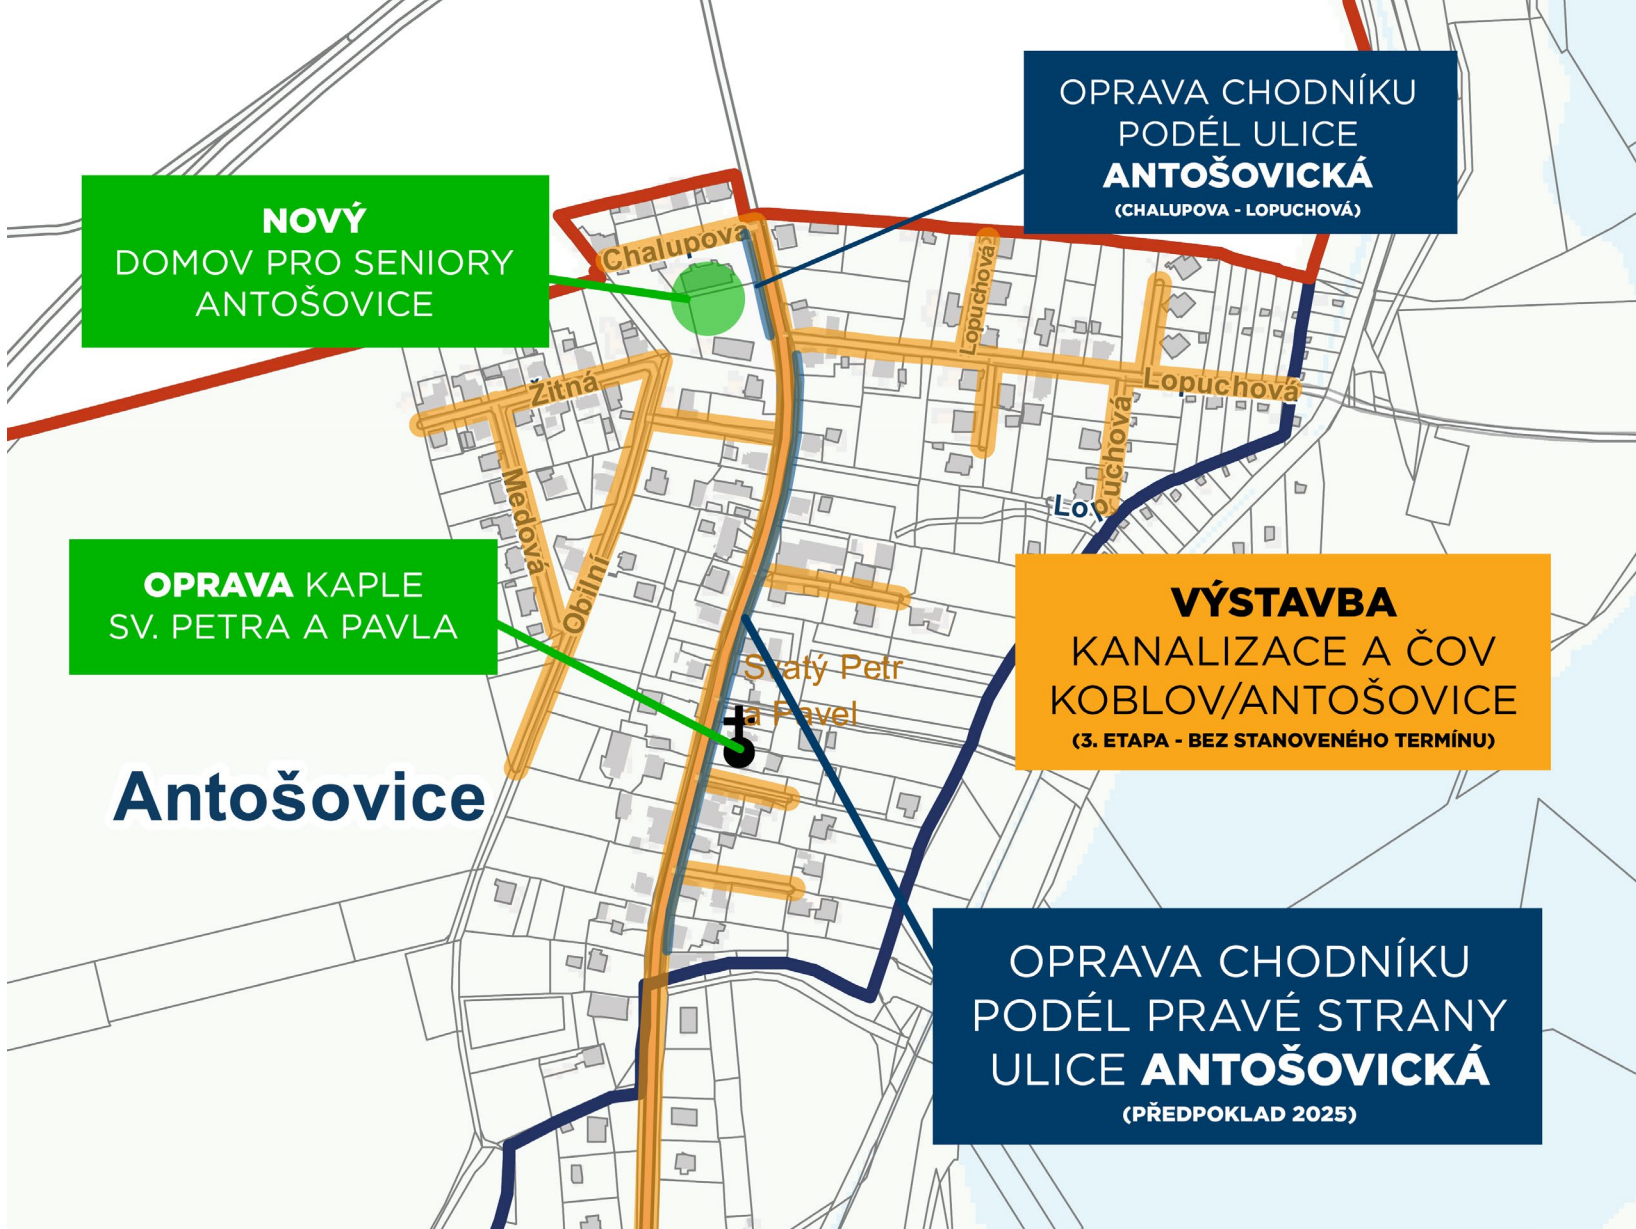 OPRAVA CHODNÍKU
PODÉL ULICE
ANTOŠOVICKÁ
(CHALUPOVA - LOPUCHOVÁ)
NOVÝ
DOMOV PRO SENIORY
ANTOŠOVICE
Chalupova
Lopuchová
Žitná
Lopuchová
Lopuchová
Medová
Obilní
Lop
OPRAVA KAPLE
SV. PETRA A PAVLA
VÝSTAVBA
KANALIZACE A ČOV
KOBLOV/ANTOŠOVICE
(3. ETAPA - BEZ STANOVENÉHO TERMÍNU)
Svatý Petr
a Pavel
Antošovice
OPRAVA CHODNÍKU
PODÉL PRAVÉ STRANY
ULICE ANTOŠOVICKÁ
(PŘEDPOKLAD 2025)